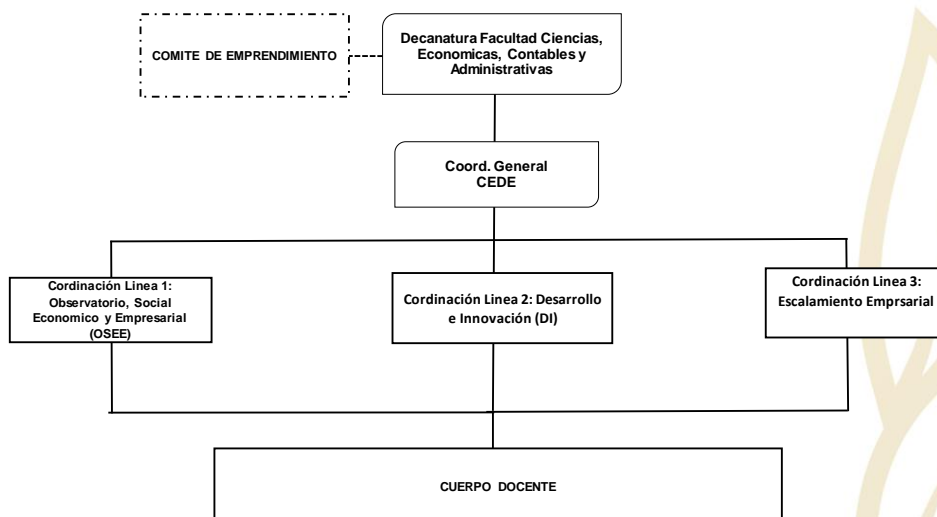 COMITE DE EMPRENDIMIENTO
Decanatura Facultad Ciencias,
Economicas, Contables y
Administrativas
Coord. General
CEDE
Cordinación Linea 1:
Observatorio, Social
Economico y Empresarial
(OSEE)
Cordinación Linea 2: Desarrollo
e Innovación (DI)
Cordinación Linea 3:
Escalamiento Emprsarial
CUERPO DOCENTE